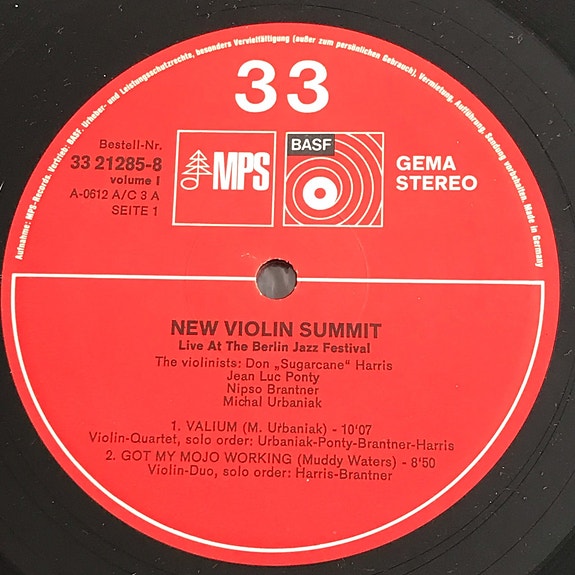 Aufnahme: MPS-Records. Vertrieb: BASF. Urheber- und Leistungsschutzrechte, besonders Vervielfältigung (außer zum persönlichen Gebrauch), Vermietung, Aufführung, Sendung vorbehalten. Made in Germany
33
Bestell-Nr.
33 21285-8
volume I
A-0612 A/C 3 A
SEITE 1
MPS
BASF
GEMA
STEREO
NEW VIOLIN SUMMIT
Live At The Berlin Jazz Festival
The violinists: Don „Sugarcane“ Harris
Jean Luc Ponty
Nipso Brantner
Michal Urbaniak
1. VALIUM (M. Urbaniak) - 10'07
Violin-Quartet, solo order: Urbaniak-Ponty-Brantner-Harris
2. GOT MY MOJO WORKING (Muddy Waters) - 8'50
Violin-Duo, solo order: Harris-Brantner